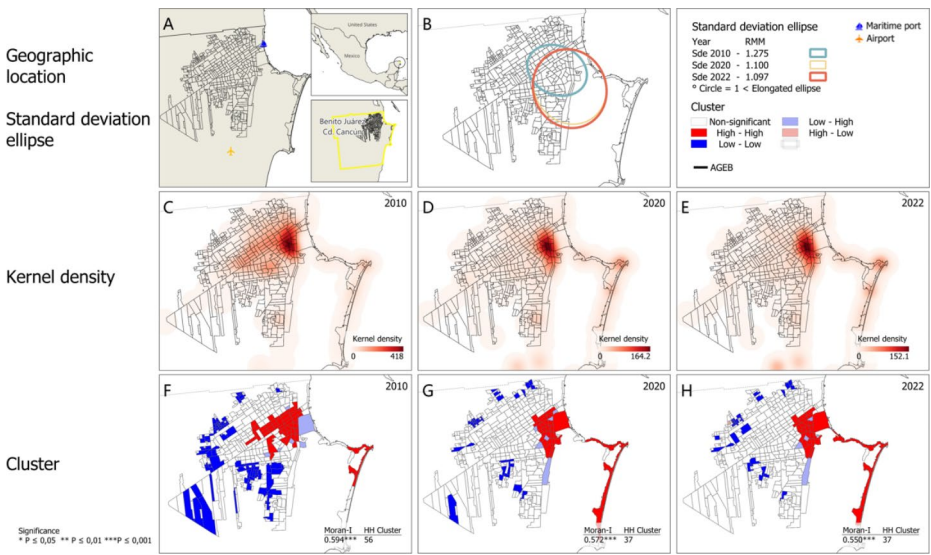 Geographic
location
Standard deviation
ellipse
Kernel density
Cluster
A
United States
México
Benito Juárez
Cd. Cancún
B
Standard deviation ellipse
Year RMM
Sde 2010 - 1.275
Sde 2020 - 1.100
Sde 2022 - 1.097
° Circle = 1 < Elongated ellipse
Maritime port
Airport
Cluster
Non-significant
High - High
Low - Low
Low - High
High - Low
AGEB
C 2010
Kernel density
0 418
D 2020
Kernel density
0 164.2
E 2022
Kernel density
0 152.1
F 2010
Moran-I HH Cluster
0.594*** 56
G 2020
Moran-I HH Cluster
0.572*** 37
H 2022
Moran-I HH Cluster
0.550*** 37
Significance
* P ≤ 0,05 ** P ≤ 0,01 ***P ≤ 0,001